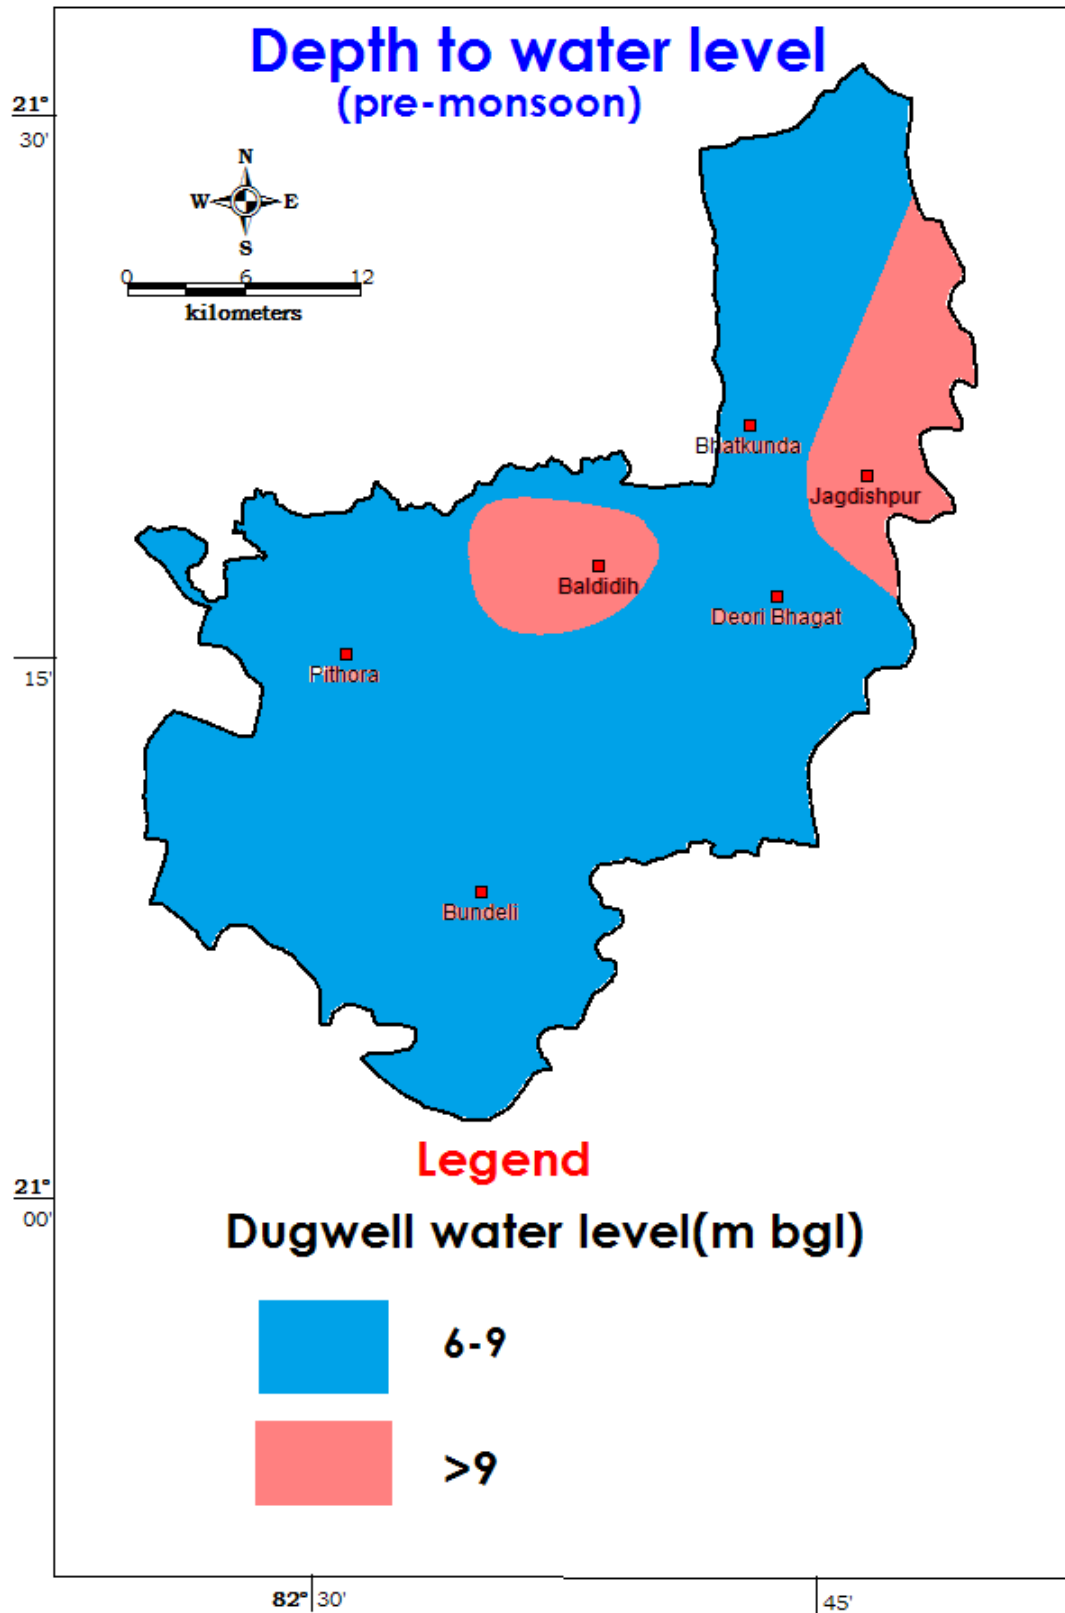 Depth to water level
(pre-monsoon)
21°
30'
N
W E
S
0 6 12
kilometers
Bhatkunda
Jagdishpur
Baldidih
Deori Bhagat
15'
Pithora
Bundeli
Legend
21°
00'
Dugwell water level(m bgl)
6-9
>9
82° 30' 45'